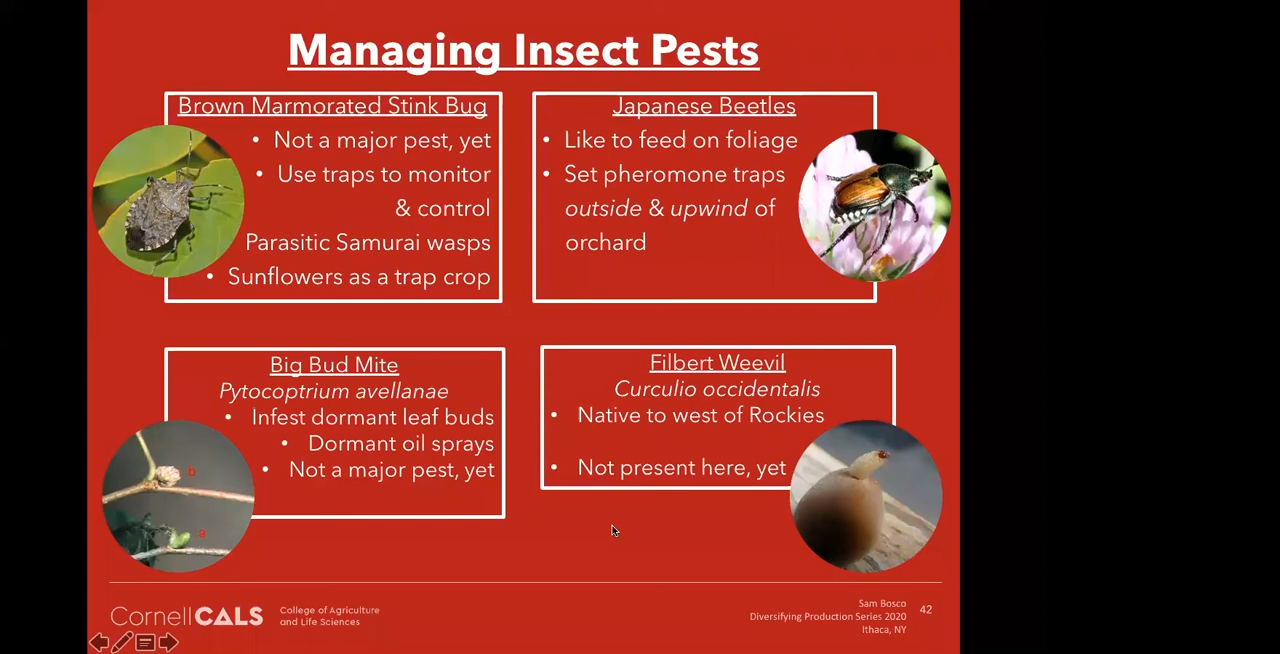 Managing Insect Pests
Brown Marmorated Stink Bug
• Not a major pest, yet
• Use traps to monitor
& control
Parasitic Samurai wasps
• Sunflowers as a trap crop
Japanese Beetles
• Like to feed on foliage
• Set pheromone traps
outside & upwind of
orchard
Big Bud Mite
Pytocoptrium avellanae
• Infest dormant leaf buds
• Dormant oil sprays
• Not a major pest, yet
b
a
Filbert Weevil
Curculio occidentalis
• Native to west of Rockies
• Not present here, yet
CornellCALS
College of Agriculture
and Life Sciences
Sam Bosco
Diversifying Production Series 2020
Ithaca, NY
42